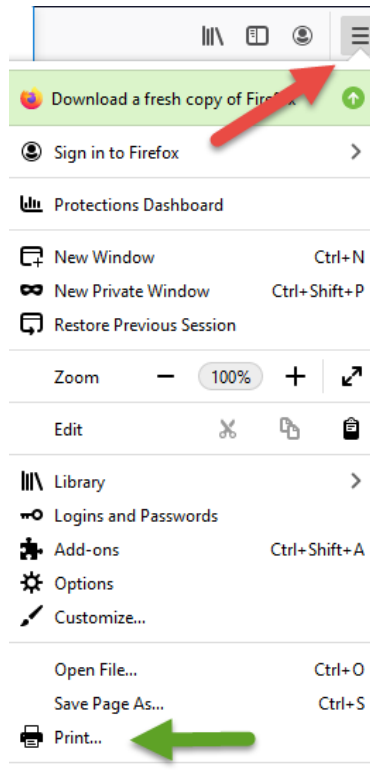 Download a fresh copy of Firefox
Sign in to Firefox
Protections Dashboard
New Window Ctrl+N
New Private Window Ctrl+Shift+P
Restore Previous Session
Zoom − 100% +
Edit
Library
Logins and Passwords
Add-ons Ctrl+Shift+A
Options
Customize...
Open File... Ctrl+O
Save Page As... Ctrl+S
Print...